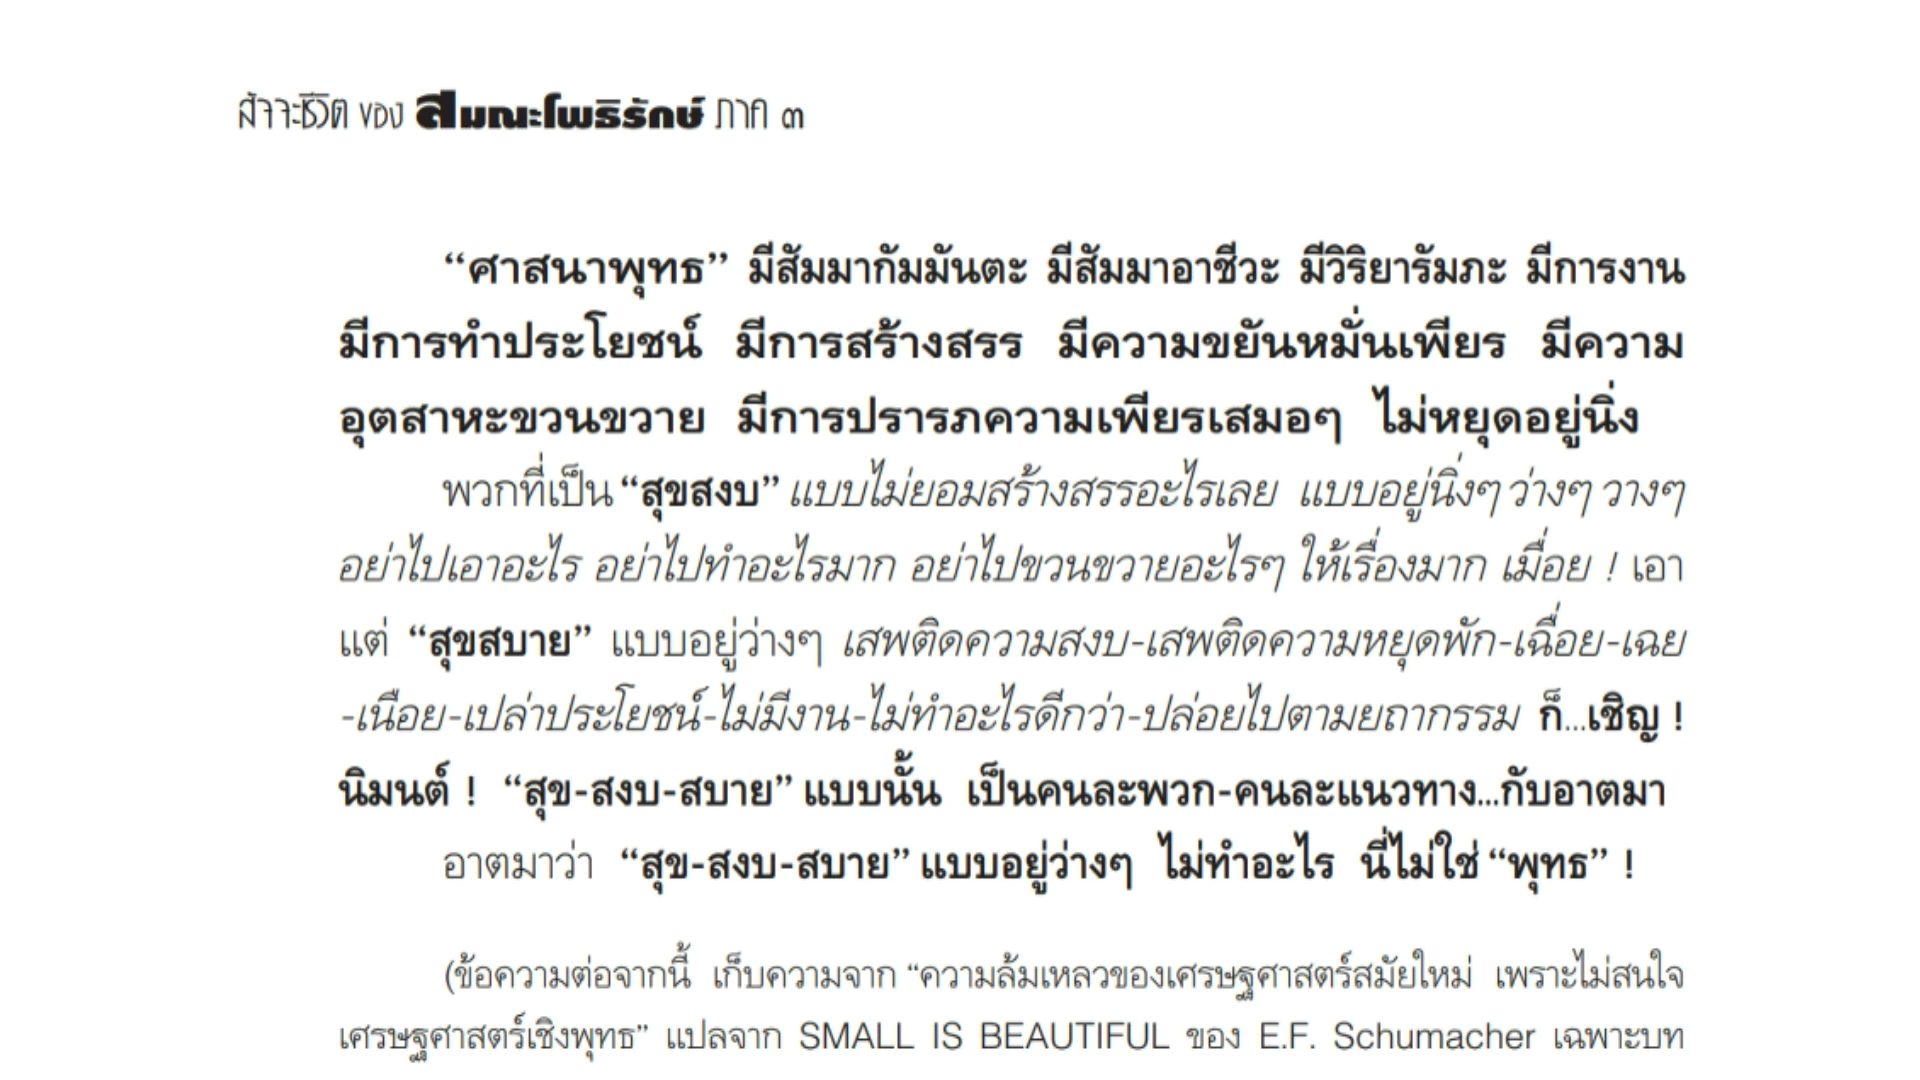 สัจจะชีวิต ของ สมณะโพธิรักษ์ ภาค ๓
“ศาสนาพุทธ” มีสัมมากัมมันตะ มีสัมมาอาชีวะ มีวิริยารัมภะ มีการงาน
มีการทำประโยชน์ มีการสร้างสรร มีความขยันหมั่นเพียร มีความ
อุตสาหะขวนขวาย มีการปรารภความเพียรเสมอๆ ไม่หยุดอยู่นิ่ง
พวกที่เป็น “สุขสงบ” แบบไม่ยอมสร้างสรรอะไรเลย แบบอยู่นิ่งๆ ว่างๆ วางๆ
อย่าไปเอาอะไร อย่าไปทำอะไรมาก อย่าไปขวนขวายอะไรๆ ให้เรื่องมาก เมื่อย ! เอา
แต่ “สุขสบาย” แบบอยู่ว่างๆ เสพติดความสงบ-เสพติดความหยุดพัก-เฉื่อย-เฉย
-เนือย-เปล่าประโยชน์-ไม่มีงาน-ไม่ทำอะไรดีกว่า-ปล่อยไปตามยถากรรม ก็...เชิญ !
นิมนต์ ! “สุข-สงบ-สบาย” แบบนั้น เป็นคนละพวก-คนละแนวทาง...กับอาตมา
อาตมาว่า “สุข-สงบ-สบาย” แบบอยู่ว่างๆ ไม่ทำอะไร นี่ไม่ใช่ “พุทธ” !
(ข้อความต่อจากนี้ เก็บความจาก “ความล้มเหลวของเศรษฐศาสตร์สมัยใหม่ เพราะไม่สนใจ
เศรษฐศาสตร์เชิงพุทธ” แปลจาก SMALL IS BEAUTIFUL ของ E.F. Schumacher เฉพาะบท